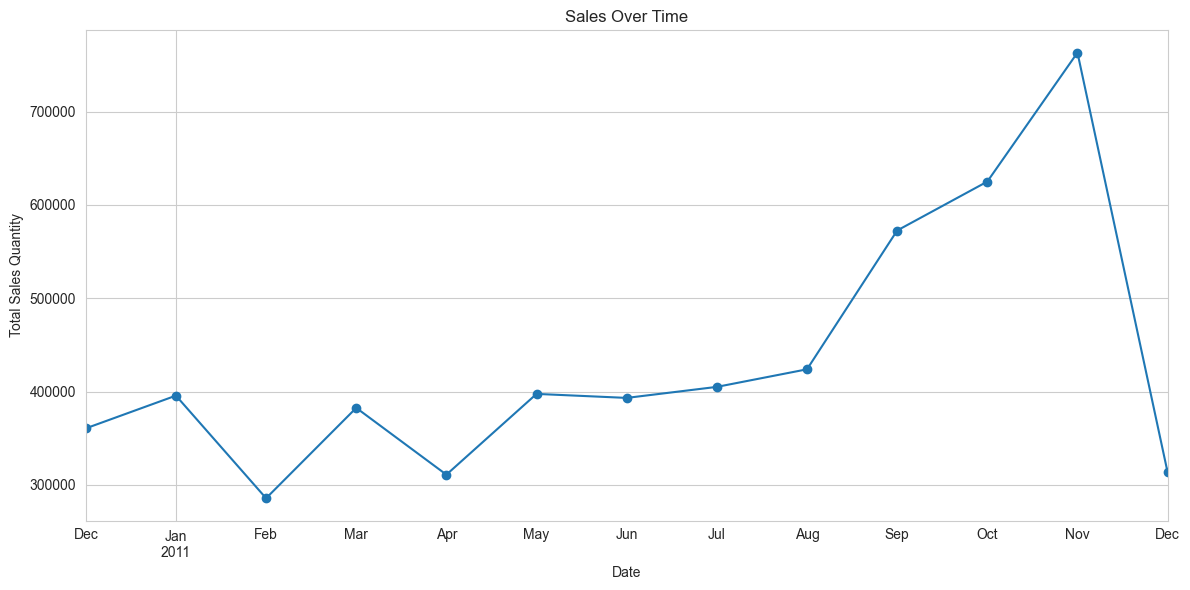 Sales Over Time
Total Sales Quantity
700000
600000
500000
400000
300000
Dec Jan Feb Mar Apr May Jun Jul Aug Sep Oct Nov Dec
2011
Date